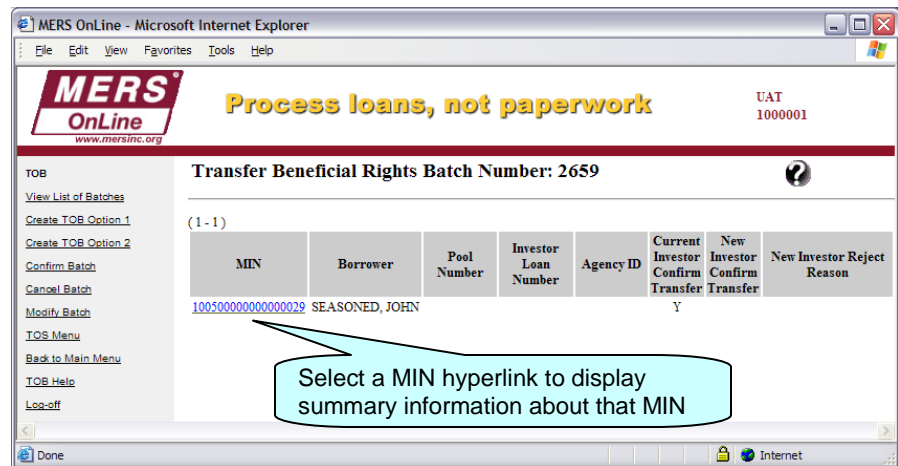 MERS OnLine - Microsoft Internet Explorer
File Edit View Favorites Tools Help
MERS®
OnLine
www.mersinc.org
Process loans, not paperwork
UAT
1000001
TOB
View List of Batches
Create TOB Option 1
Create TOB Option 2
Confirm Batch
Cancel Batch
Modify Batch
TOS Menu
Back to Main Menu
TOB Help
Log-off
Transfer Beneficial Rights Batch Number: 2659
?
( 1 - 1 )
MIN Borrower Pool Number Investor Loan Number Agency ID Current Investor Confirm Transfer New Investor Confirm Transfer New Investor Reject Reason
100500000000000029 SEASONED, JOHN Y
Select a MIN hyperlink to display
summary information about that MIN
Done Internet